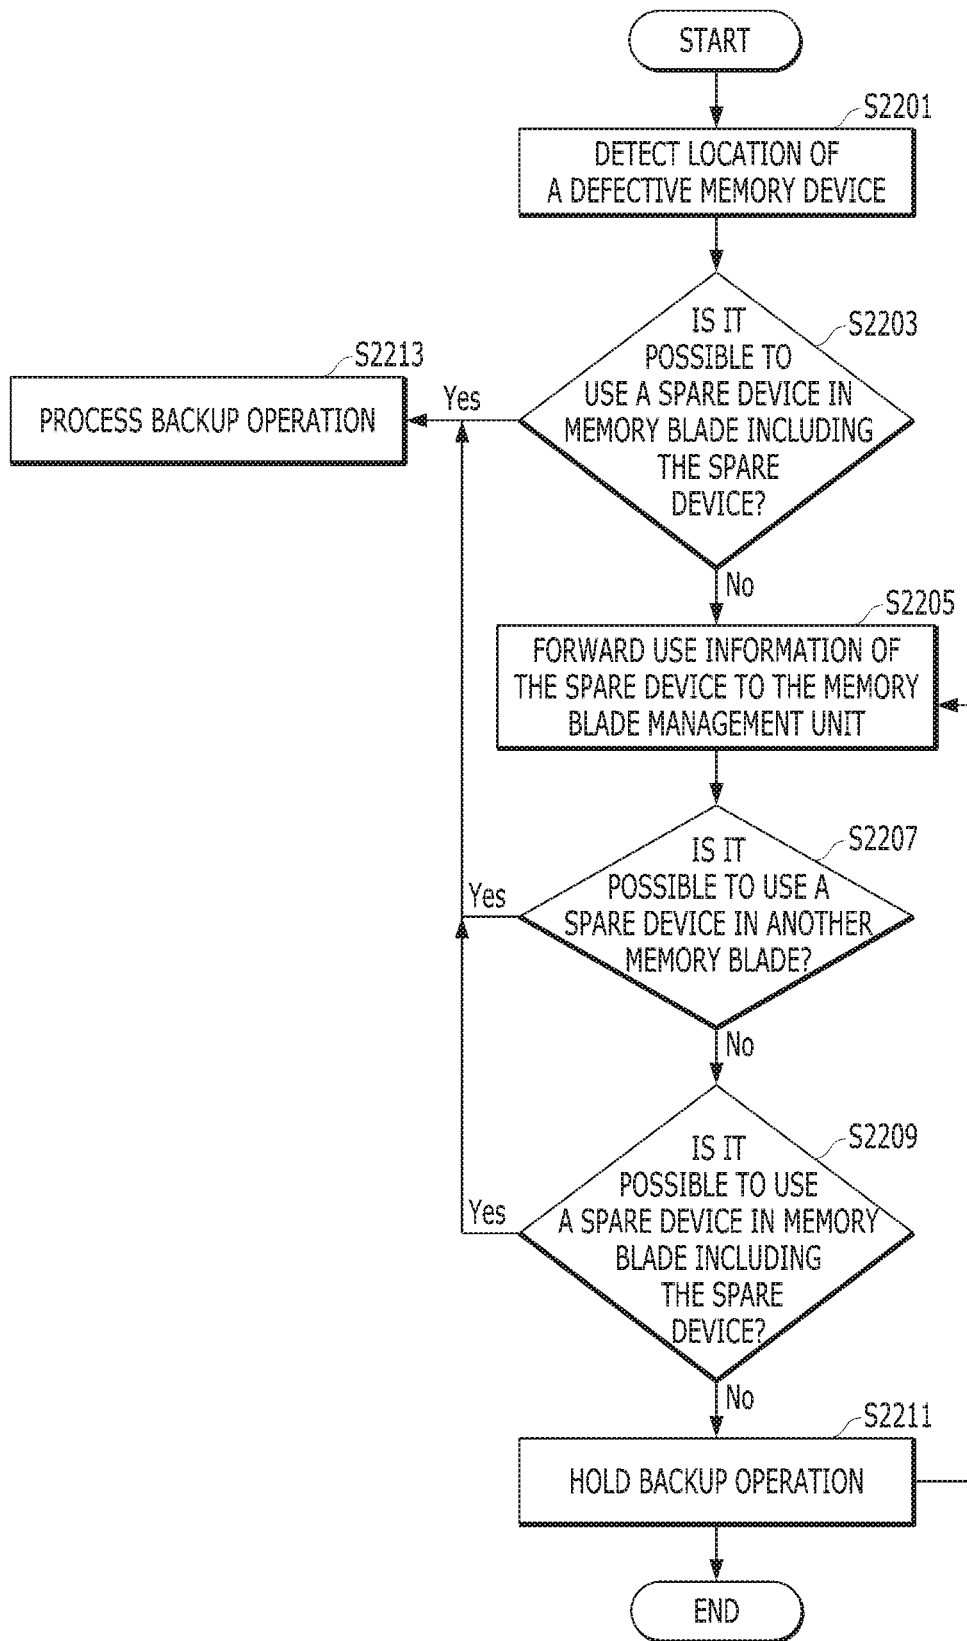 START
S2201
DETECT LOCATION OF
A DEFECTIVE MEMORY DEVICE
S2203
IS IT
POSSIBLE TO
USE A SPARE DEVICE IN
MEMORY BLADE INCLUDING
THE SPARE
DEVICE?
S2213
PROCESS BACKUP OPERATION
Yes
No
S2205
FORWARD USE INFORMATION OF
THE SPARE DEVICE TO THE MEMORY
BLADE MANAGEMENT UNIT
S2207
IS IT
POSSIBLE TO USE A
SPARE DEVICE IN ANOTHER
MEMORY BLADE?
Yes
No
S2209
IS IT
POSSIBLE TO USE
A SPARE DEVICE IN MEMORY
BLADE INCLUDING
THE SPARE
DEVICE?
Yes
No
S2211
HOLD BACKUP OPERATION
END